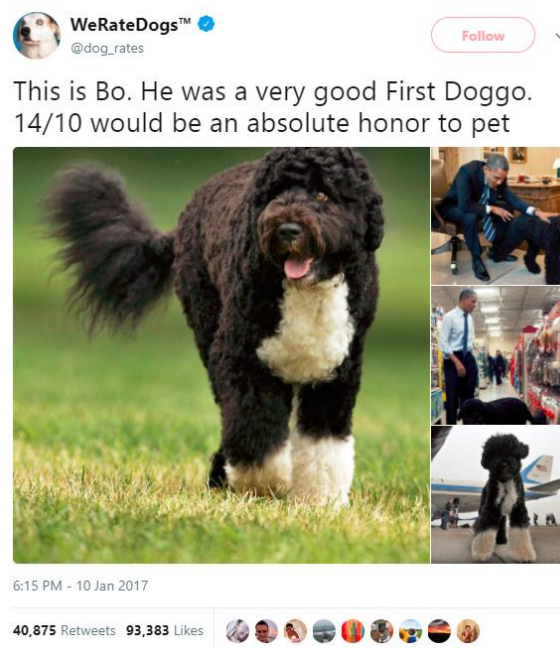 WeRateDogs™
@dog_rates
Follow
This is Bo. He was a very good First Doggo.
14/10 would be an absolute honor to pet
6:15 PM - 10 Jan 2017
40,875 Retweets 93,383 Likes